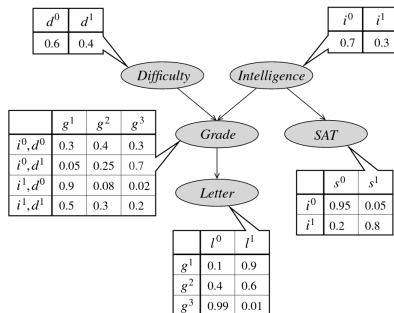 d⁰ d¹
0.6 0.4
i⁰ i¹
0.7 0.3
Difficulty Intelligence
g¹ g² g³
i⁰,d⁰ 0.3 0.4 0.3
i⁰,d¹ 0.05 0.25 0.7
i¹,d⁰ 0.9 0.08 0.02
i¹,d¹ 0.5 0.3 0.2
Grade SAT
Letter
s⁰ s¹
i⁰ 0.95 0.05
i¹ 0.2 0.8
l⁰ l¹
g¹ 0.1 0.9
g² 0.4 0.6
g³ 0.99 0.01